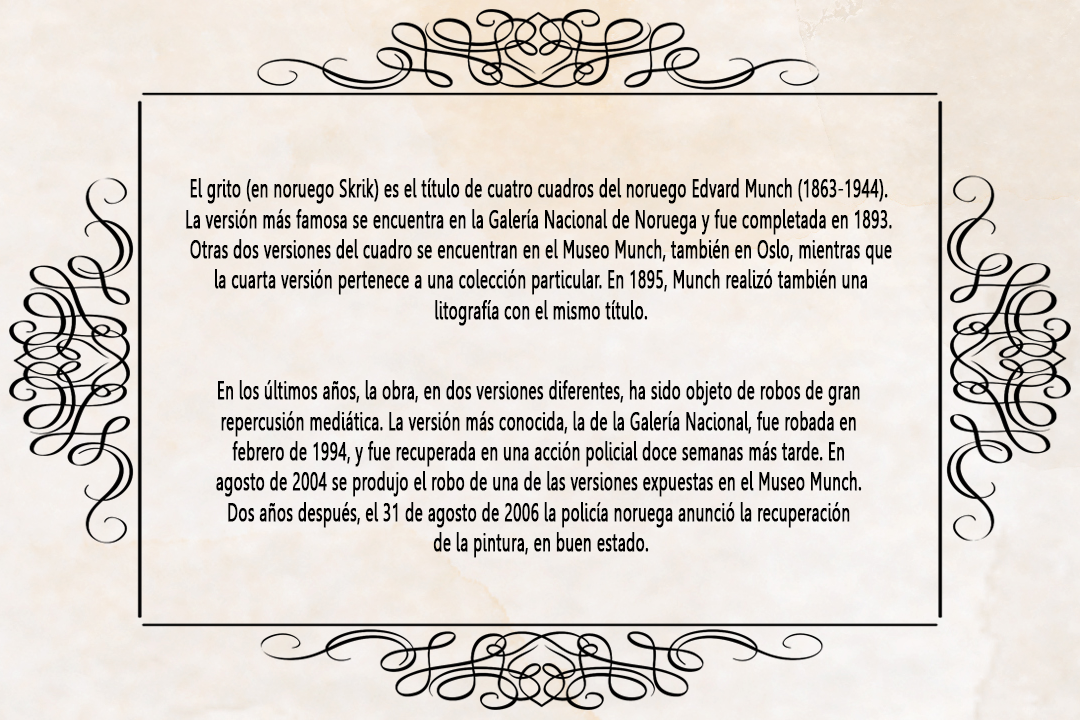 El grito (en noruego Skrik) es el título de cuatro cuadros del noruego Edvard Munch (1863-1944).
La versión más famosa se encuentra en la Galería Nacional de Noruega y fue completada en 1893.
Otras dos versiones del cuadro se encuentran en el Museo Munch, también en Oslo, mientras que
la cuarta versión pertenece a una colección particular. En 1895, Munch realizó también una
litografía con el mismo título.
En los últimos años, la obra, en dos versiones diferentes, ha sido objeto de robos de gran
repercusión mediática. La versión más conocida, la de la Galería Nacional, fue robada en
febrero de 1994, y fue recuperada en una acción policial doce semanas más tarde. En
agosto de 2004 se produjo el robo de una de las versiones expuestas en el Museo Munch.
Dos años después, el 31 de agosto de 2006 la policía noruega anunció la recuperación
de la pintura, en buen estado.